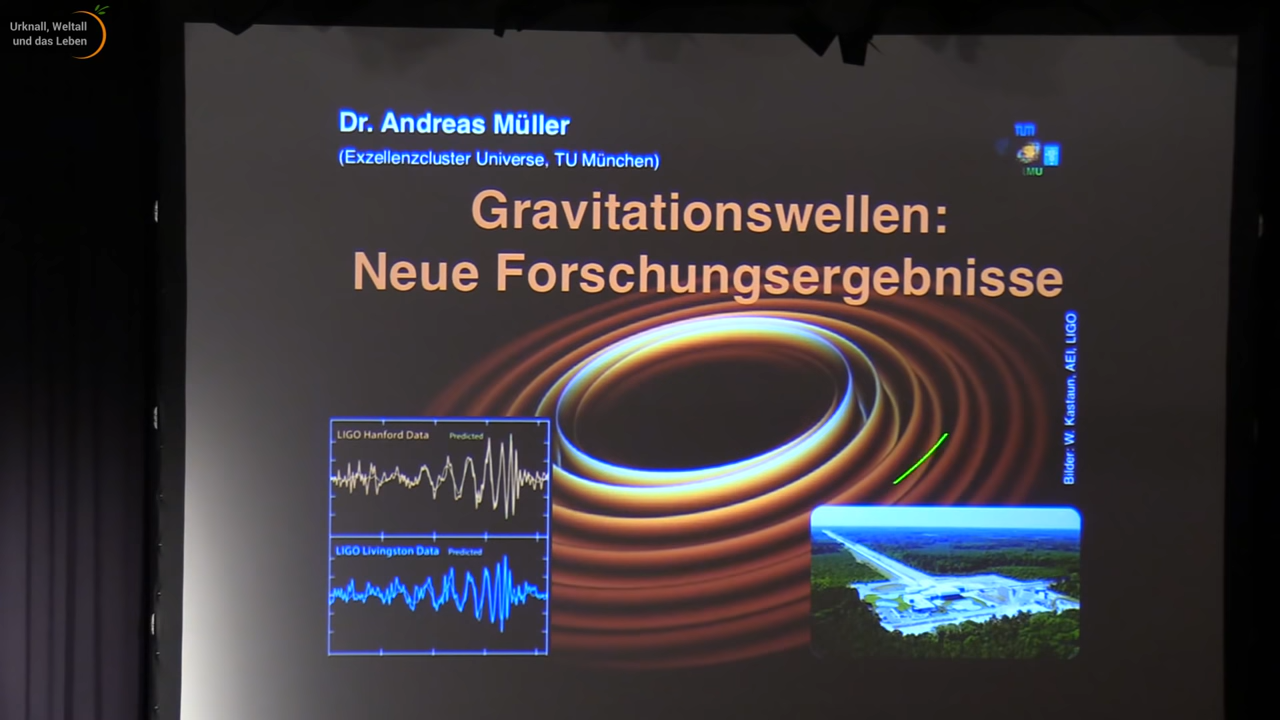 Urknall, Weltall
und das Leben
Dr. Andreas Müller
(Exzellenzcluster Universe, TU München)
TUM
LMU
Gravitationswellen:
Neue Forschungsergebnisse
Bilder: W. Kastaun, AEI, LIGO
LIGO Hanford Data Predicted
LIGO Livingston Data Predicted